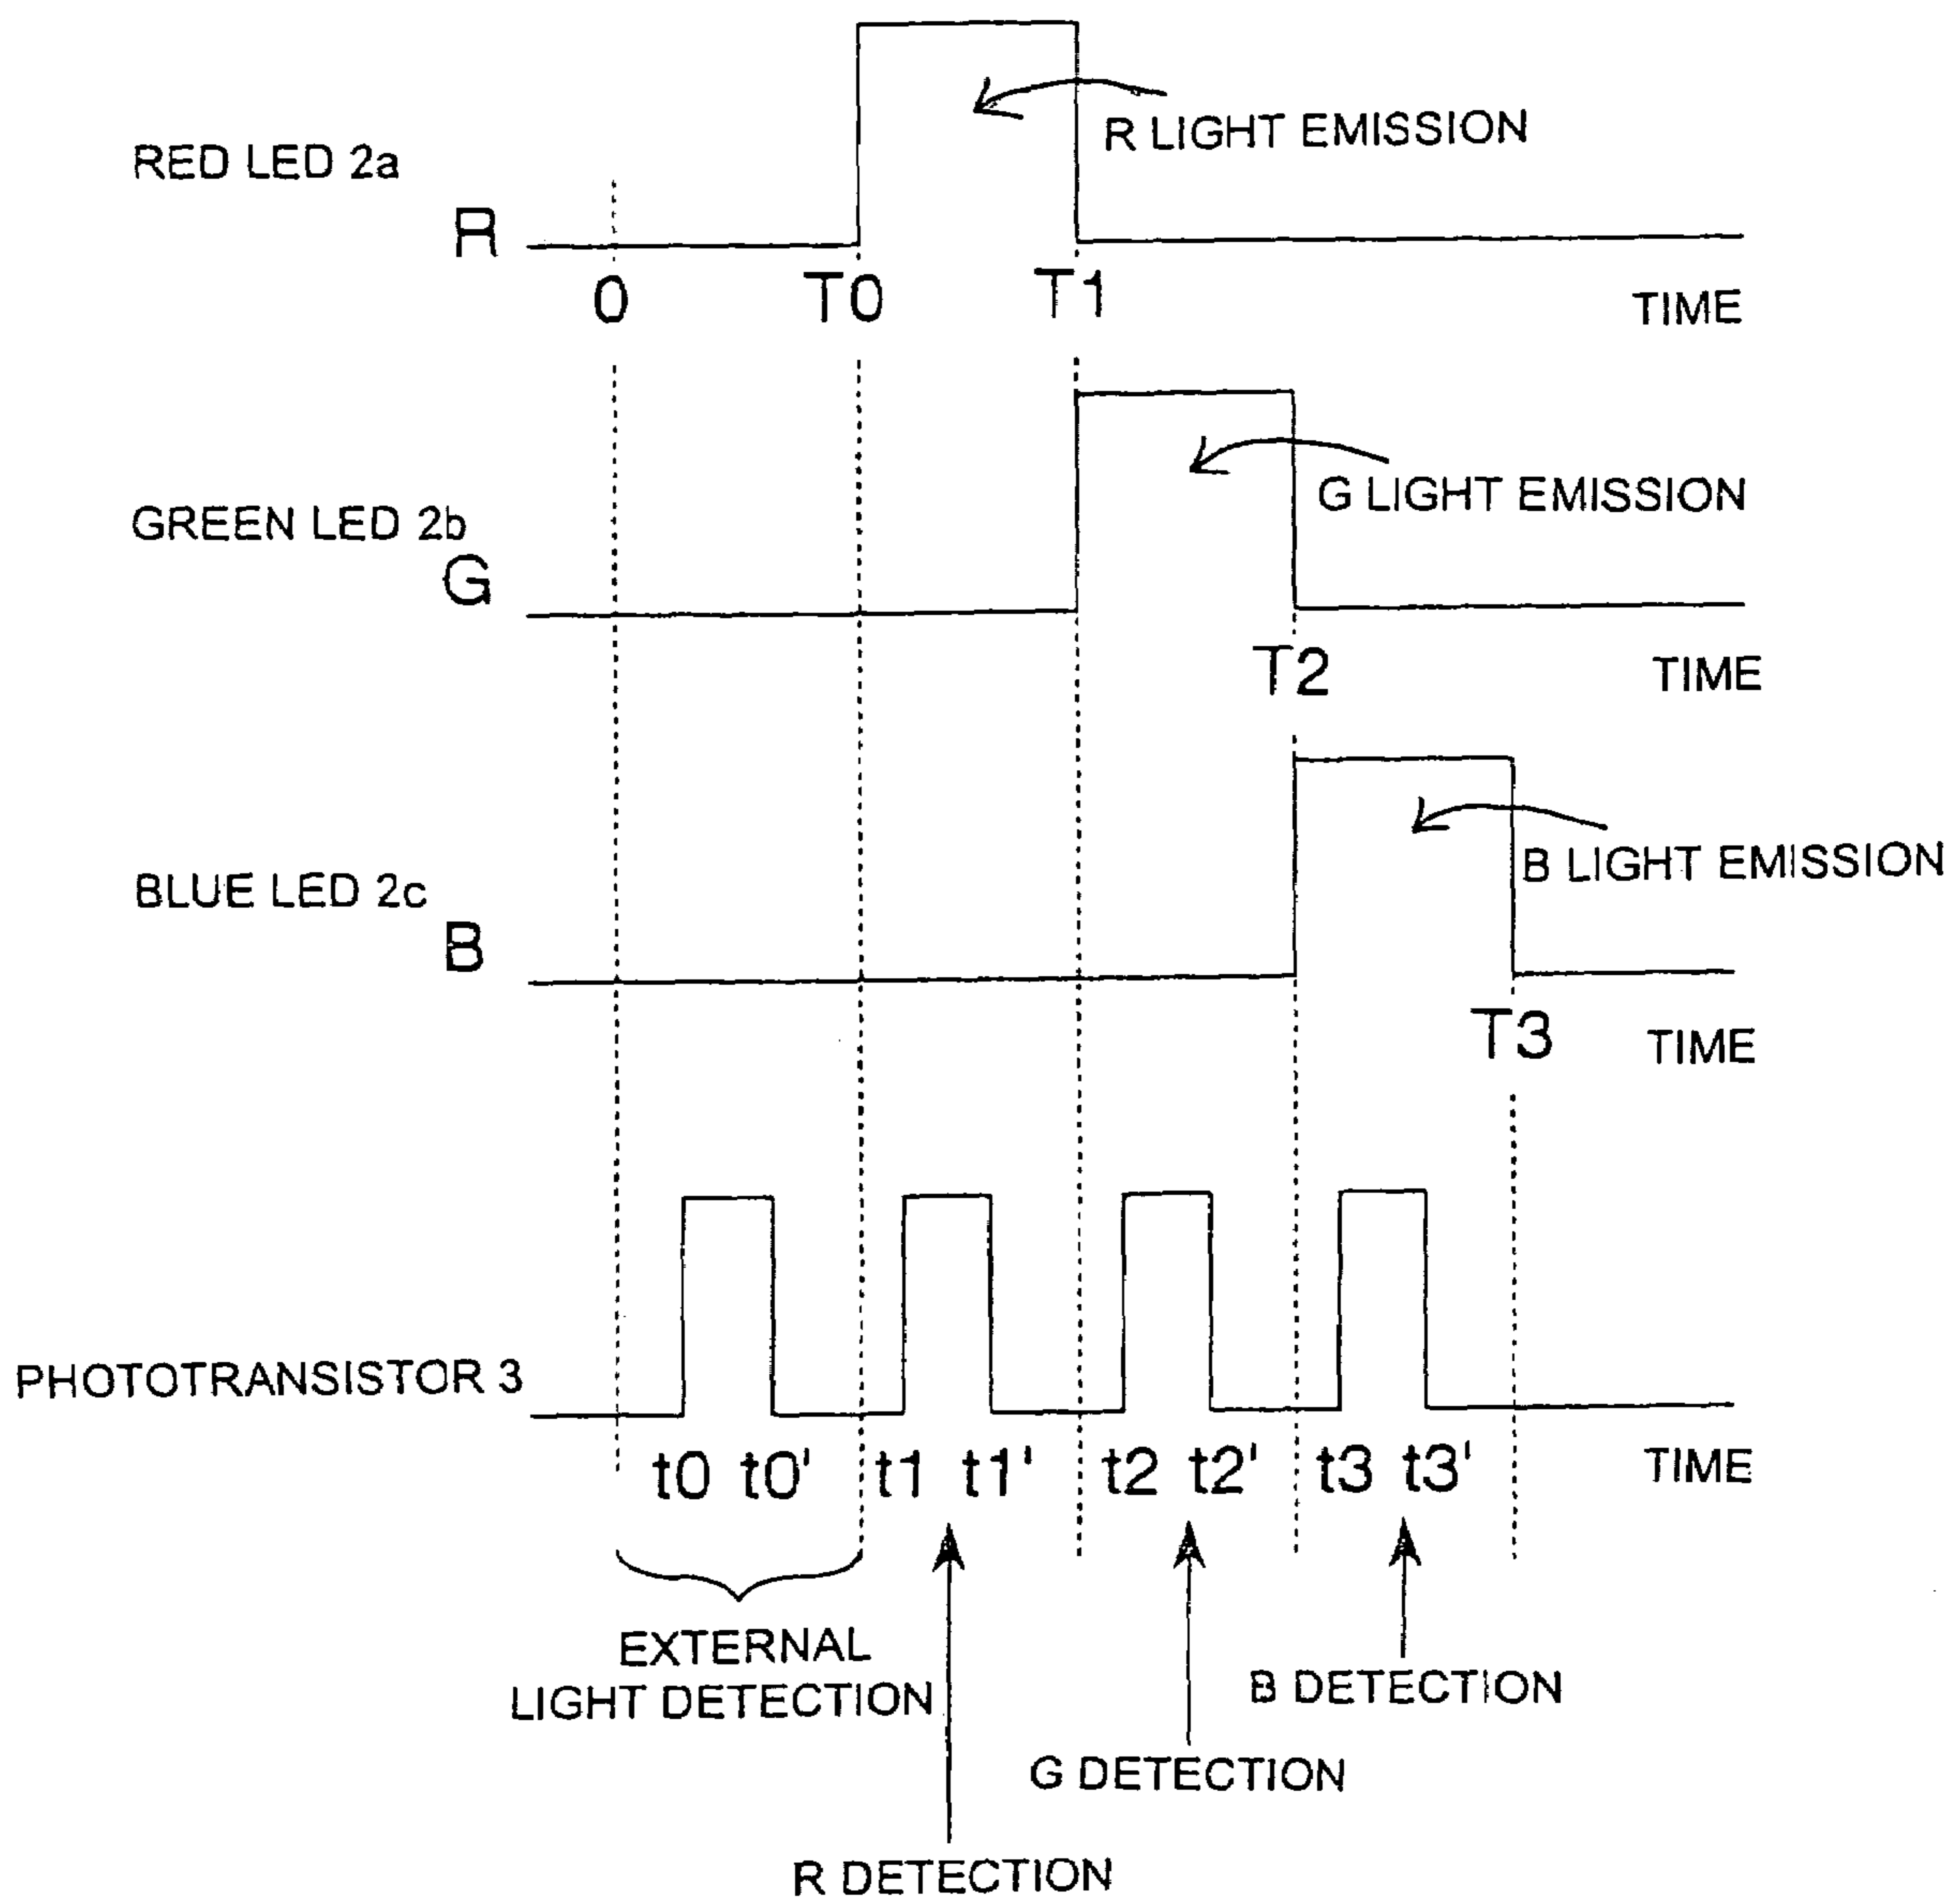 R LIGHT EMISSION
RED LED 2a
R
0 T0 T1 TIME
G LIGHT EMISSION
GREEN LED 2b
G
T2 TIME
B LIGHT EMISSION
BLUE LED 2c
B
T3 TIME
PHOTOTRANSISTOR 3
t0 t0' t1 t1' t2 t2' t3 t3' TIME
EXTERNAL
LIGHT DETECTION
B DETECTION
G DETECTION
R DETECTION